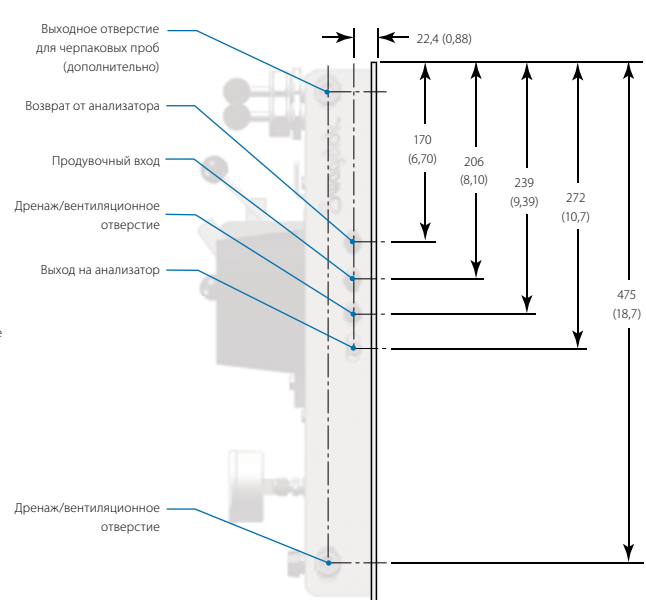 Выходное отверстие
для черпаковых проб
(дополнительно)
Возврат от анализатора
Продувочный вход
Дренаж/вентиляционное
отверстие
Выход на анализатор
е
Дренаж/вентиляционное
отверстие
22,4 (0,88)
170
(6,70)
206
(8,10)
239
(9,39)
272
(10,7)
475
(18,7)
Swagelok